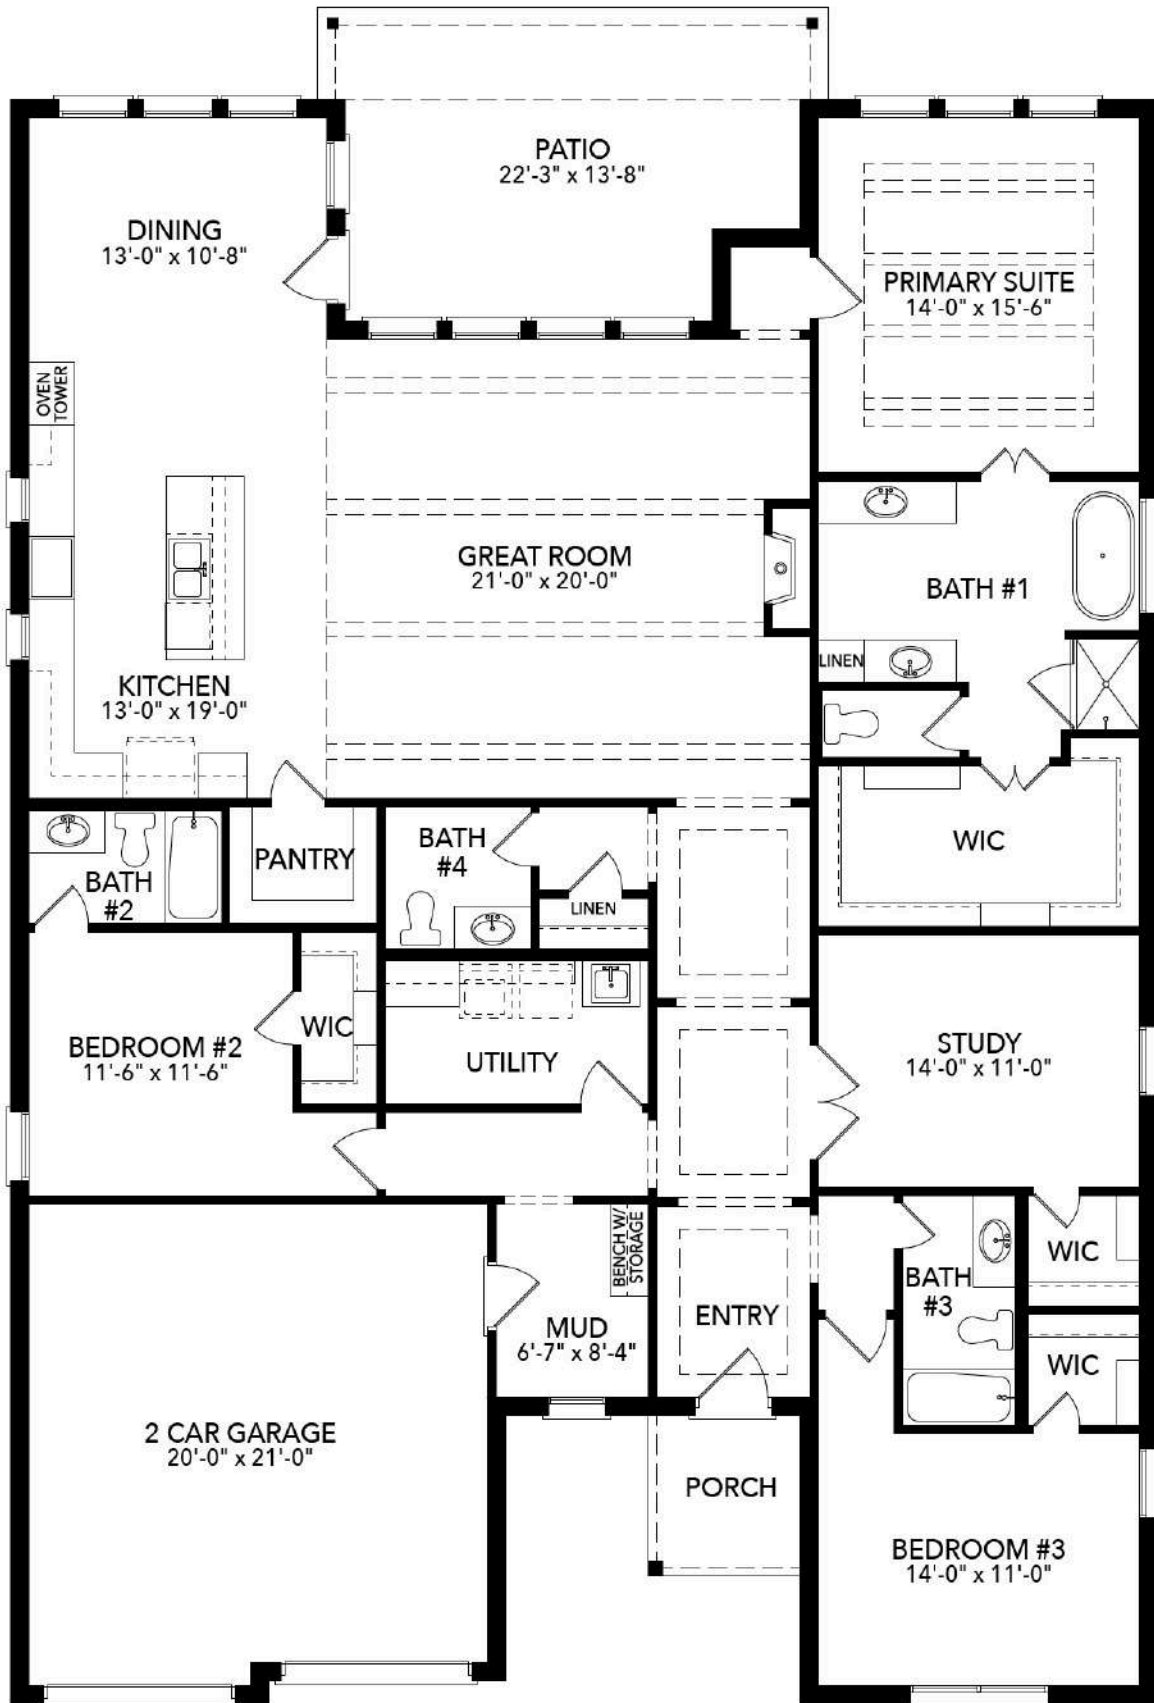 PATIO
22'-3" x 13'-8"
DINING
13'-0" x 10'-8"
PRIMARY SUITE
14'-0" x 15'-6"
OVEN
TOWER
GREAT ROOM
21'-0" x 20'-0"
BATH #1
LINEN
KITCHEN
13'-0" x 19'-0"
WIC
BATH
#4
PANTRY
BATH
#2
LINEN
WIC
BEDROOM #2
11'-6" x 11'-6"
UTILITY
STUDY
14'-0" x 11'-0"
BENCH W/
STORAGE
WIC
BATH
#3
ENTRY
MUD
6'-7" x 8'-4"
WIC
2 CAR GARAGE
20'-0" x 21'-0"
PORCH
BEDROOM #3
14'-0" x 11'-0"